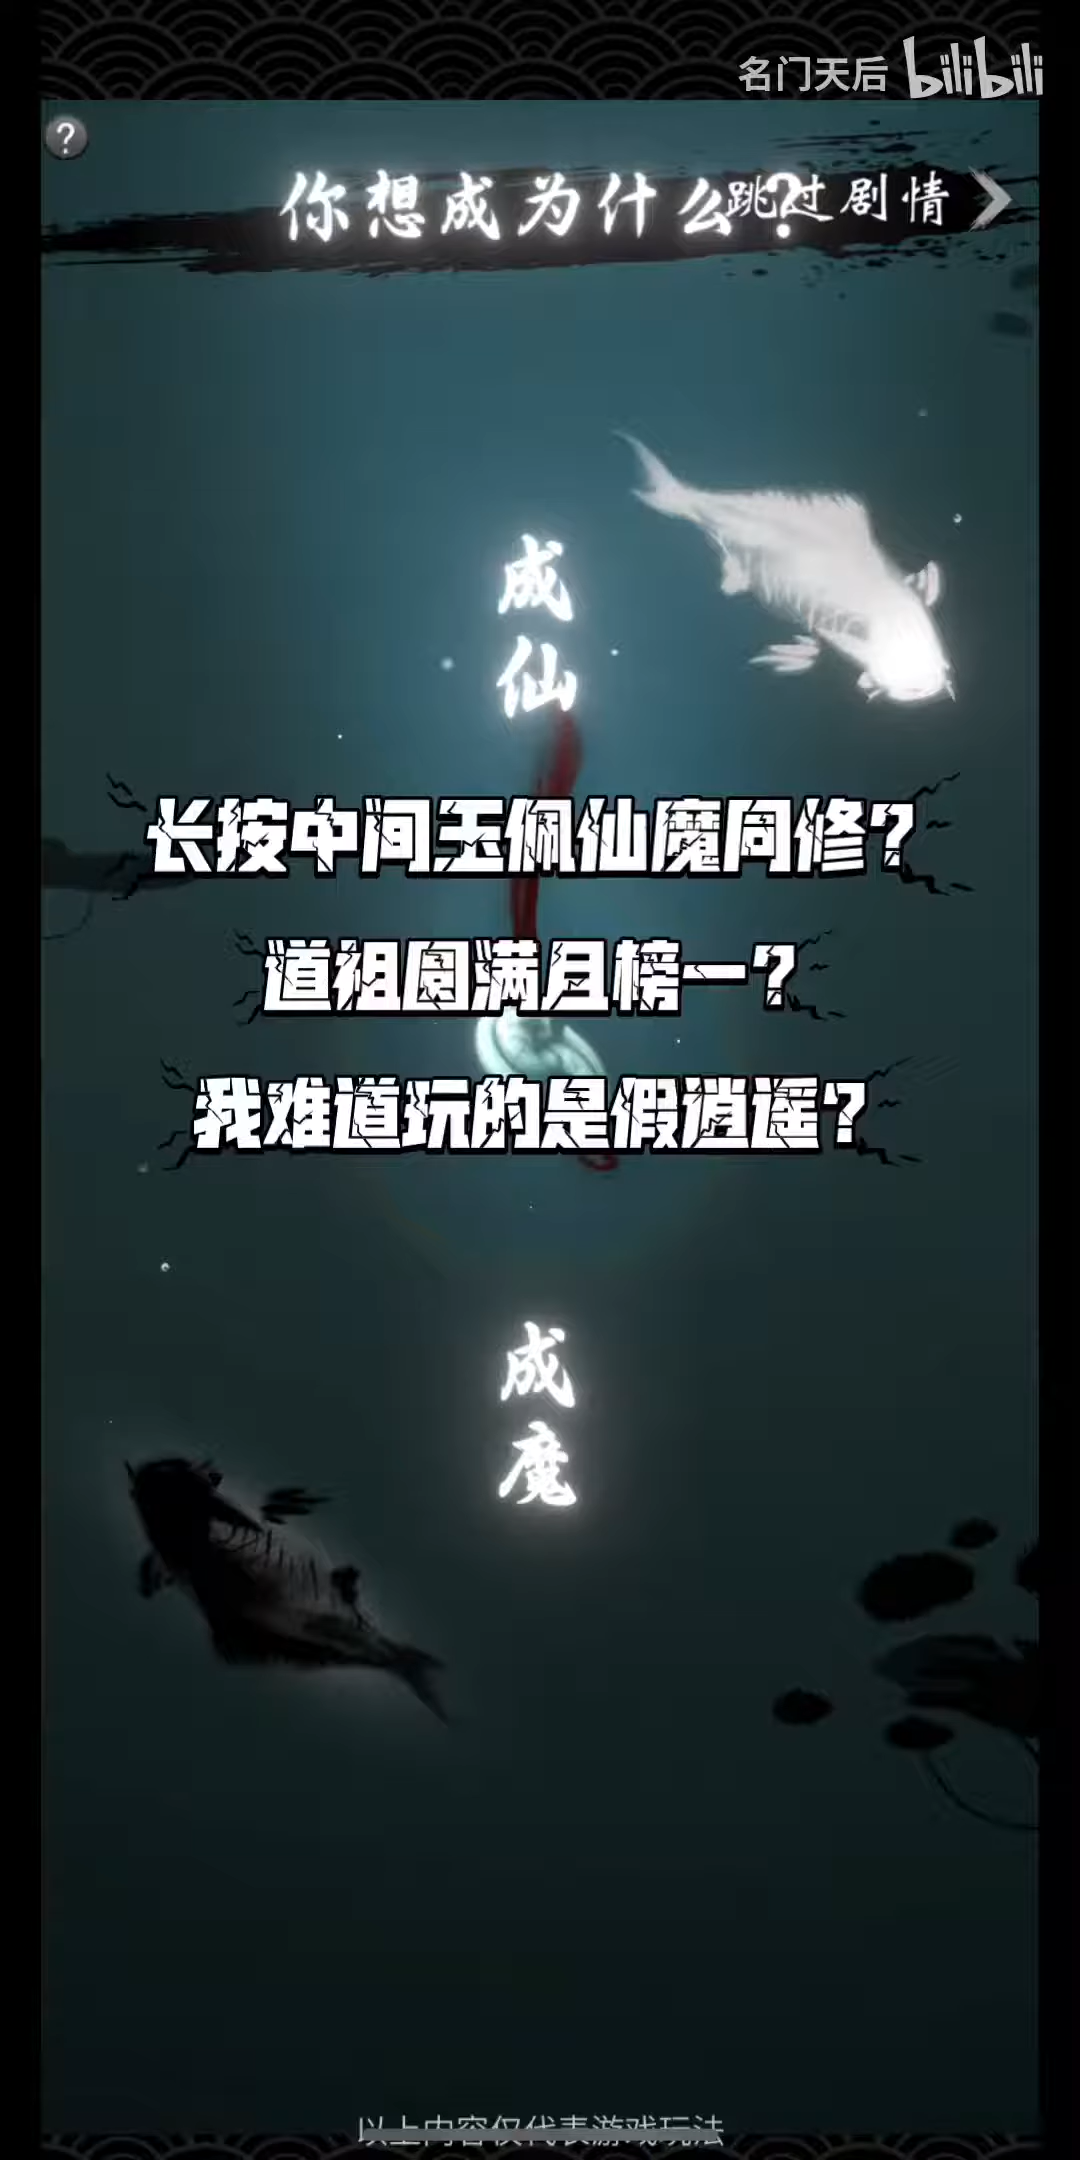 名门天后 bilibili
?
你想成为什么?
跳过剧情
成仙
长按中间玉佩仙魔同修?
道祖圆满且榜一?
我难道玩的是假逍遥?
成魔
以上内容仅代表游戏玩法